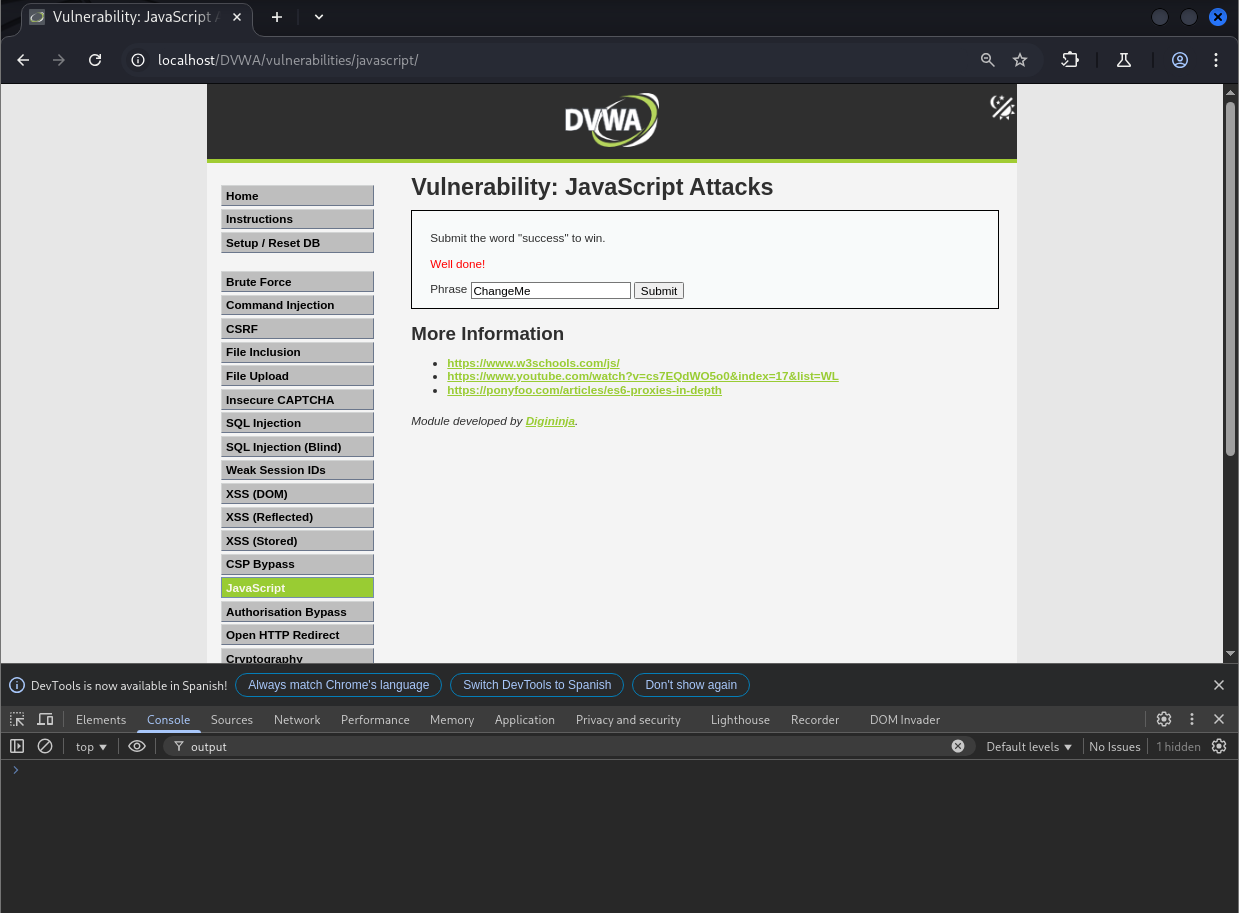 Vulnerability: JavaScript A
localhost/DVWA/vulnerabilities/javascript/
DVWA
Home
Instructions
Setup / Reset DB
Brute Force
Command Injection
CSRF
File Inclusion
File Upload
Insecure CAPTCHA
SQL Injection
SQL Injection (Blind)
Weak Session IDs
XSS (DOM)
XSS (Reflected)
XSS (Stored)
CSP Bypass
JavaScript
Authorisation Bypass
Open HTTP Redirect
Cryptography
Vulnerability: JavaScript Attacks
Submit the word "success" to win.
Well done!
Phrase ChangeMe Submit
More Information
https://www.w3schools.com/js/
https://www.youtube.com/watch?v=cs7EQdWO5o0&index=17&list=WL
https://ponyfoo.com/articles/es6-proxies-in-depth
Module developed by Digininja.
DevTools is now available in Spanish! Always match Chrome's language Switch DevTools to Spanish Don't show again
Elements Console Sources Network Performance Memory Application Privacy and security Lighthouse Recorder DOM Invader
top output Default levels No Issues 1 hidden